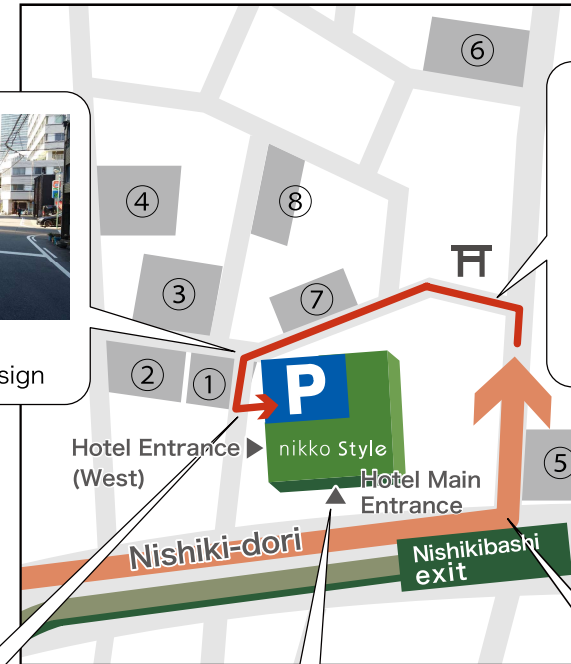 ⑥
④
⑧
③
⑦
sign
②
①
P
Hotel Entrance
(West)
nikko Style
Hotel Main
Entrance
⑤
Nishiki-dori
Nishikibashi
exit